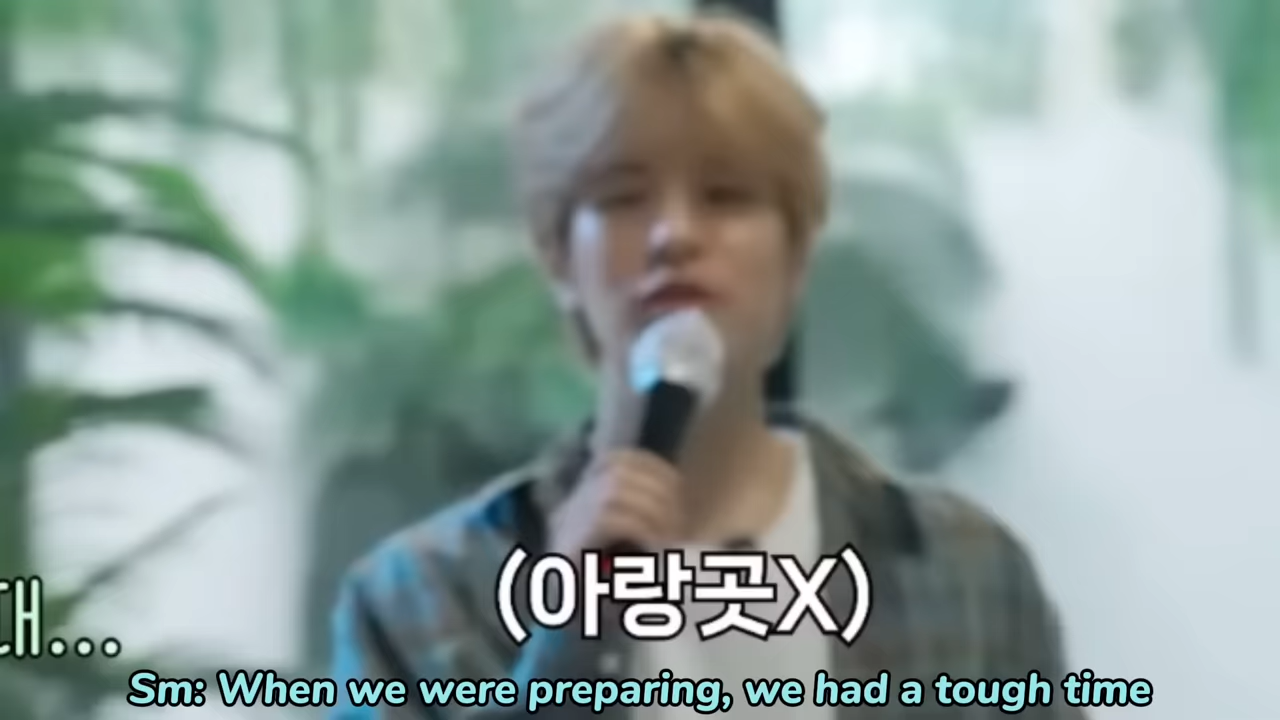 (아랑곳X)
대...
Sm: When we were preparing, we had a tough time